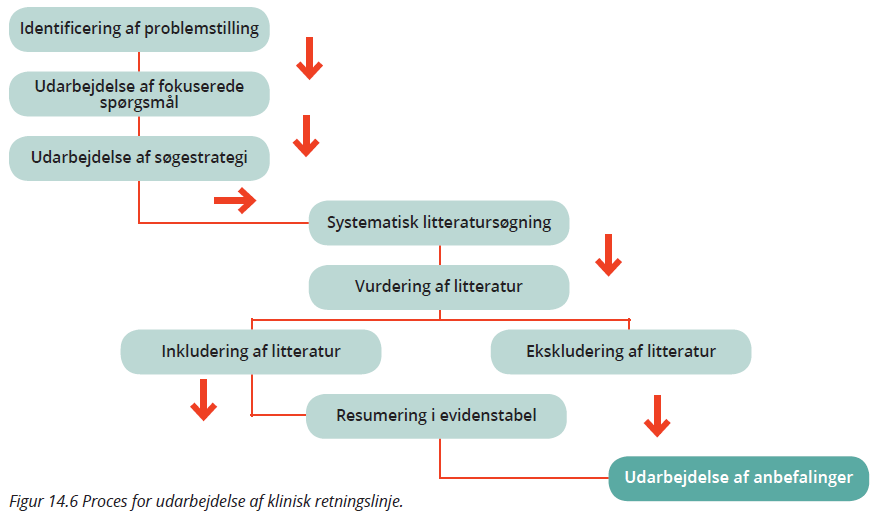 Identificering af problemstilling
Udarbejdelse af fokuserede
spørgsmål
Udarbejdelse af søgestrategi
Systematisk litteratursøgning
Vurdering af litteratur
Inkludering af litteratur
Ekskludering af litteratur
Resumering i evidenstabel
Udarbejdelse af anbefalinger
Figur 14.6 Proces for udarbejdelse af klinisk retningslinje.